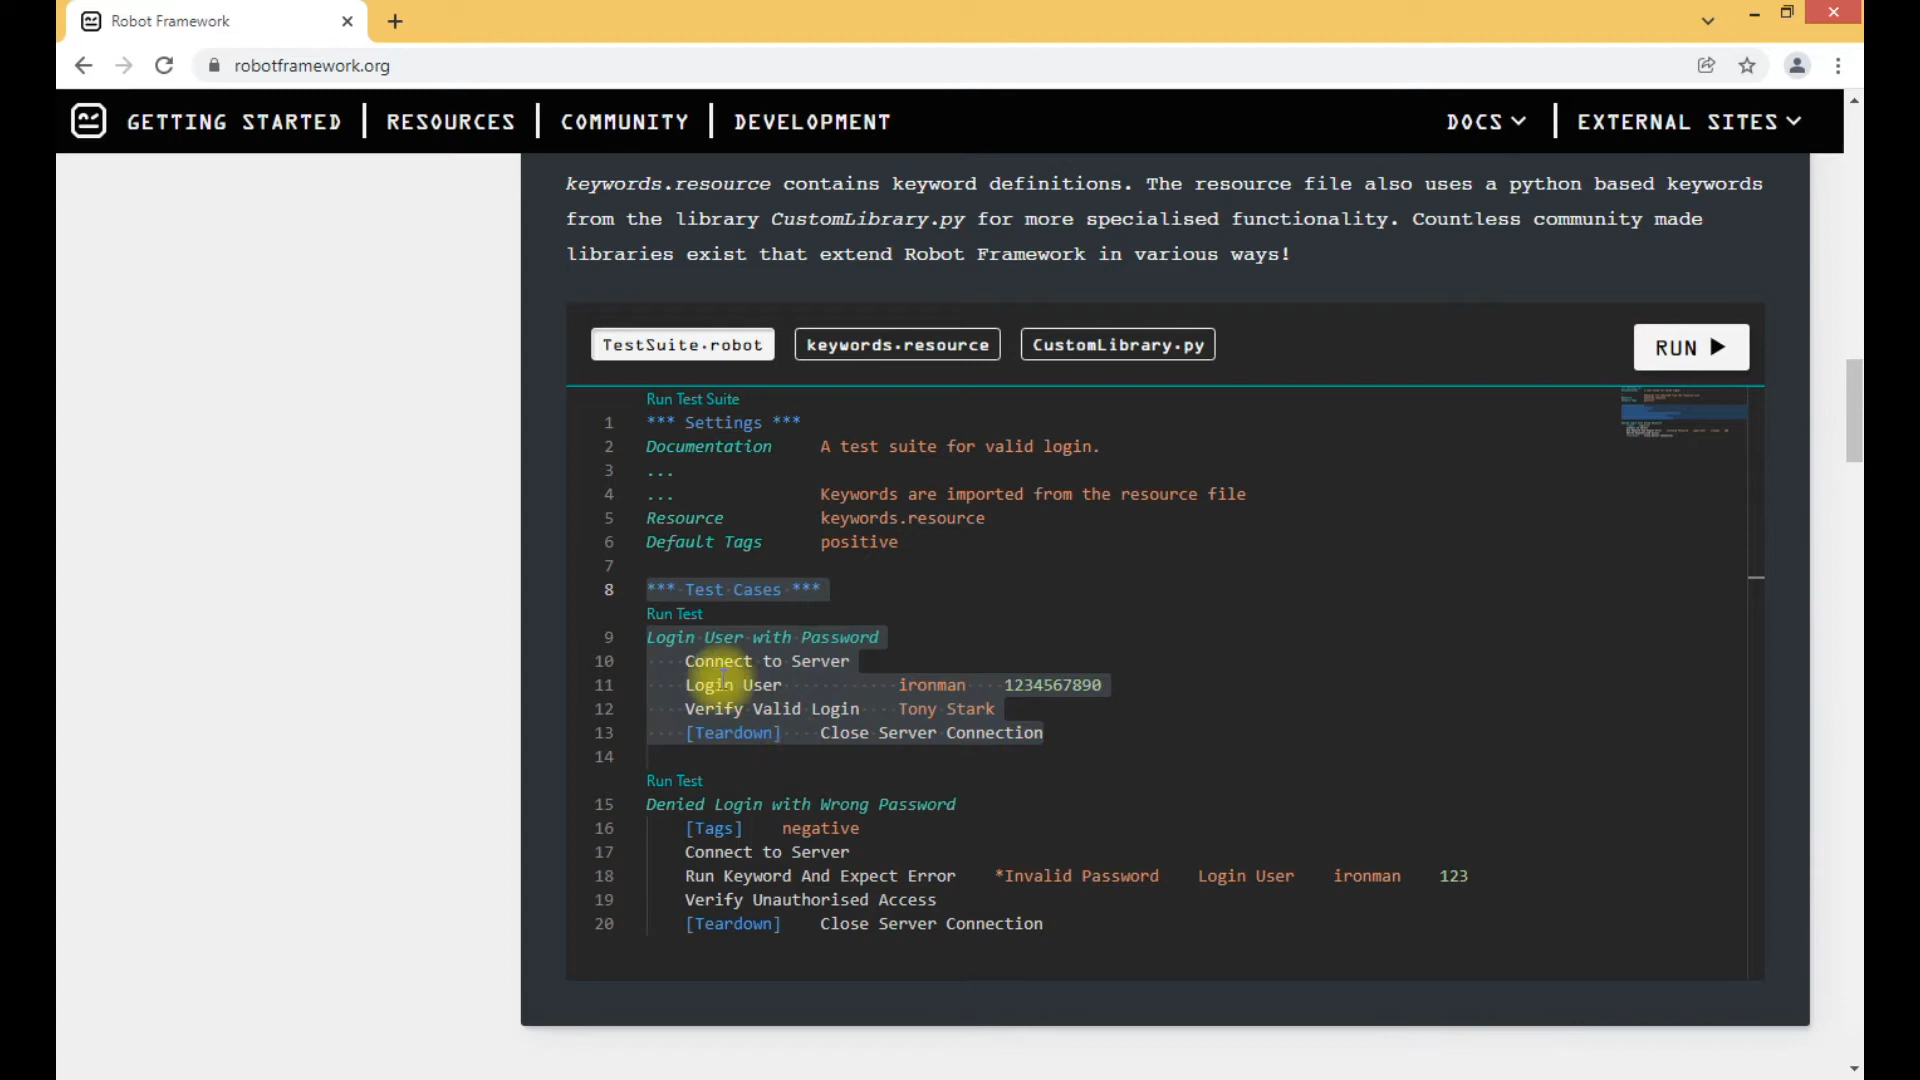 Robot Framework
robotframework.org
GETTING STARTED | RESOURCES | COMMUNITY | DEVELOPMENT DOCS | EXTERNAL SITES
keywords.resource contains keyword definitions. The resource file also uses a python based keywords
from the library CustomLibrary.py for more specialised functionality. Countless community made
libraries exist that extend Robot Framework in various ways!
TestSuite.robot keywords.resource CustomLibrary.py RUN
Run Test Suite
1 *** Settings ***
2 Documentation A test suite for valid login.
3 ...
4 ... Keywords are imported from the resource file
5 Resource keywords.resource
6 Default Tags positive
7
8 *** Test Cases ***
Run Test
9 Login User with Password
10 Connect to Server
11 Login User ironman 1234567890
12 Verify Valid Login Tony Stark
13 [Teardown] Close Server Connection
14
Run Test
15 Denied Login with Wrong Password
16 [Tags] negative
17 Connect to Server
18 Run Keyword And Expect Error *Invalid Password Login User ironman 123
19 Verify Unauthorised Access
20 [Teardown] Close Server Connection